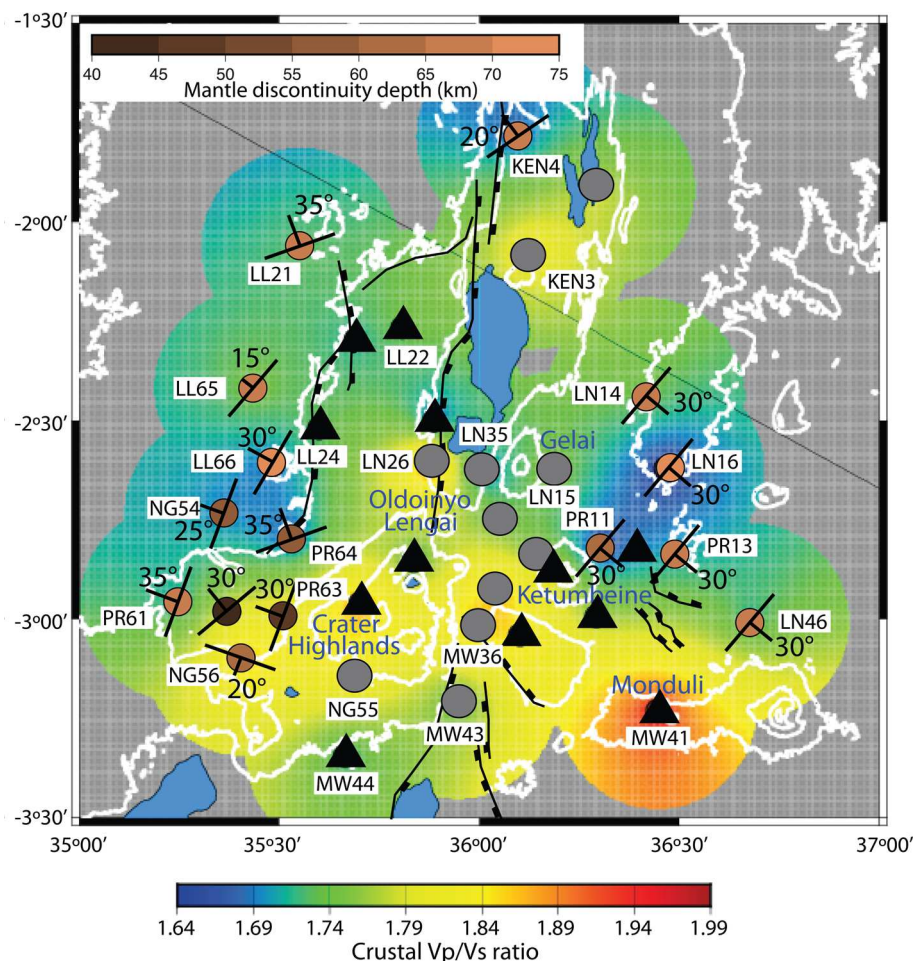 -1°30′
40 45 50 55 60 65 70 75
Mantle discontinuity depth (km)
20°
KEN4
-2°00′
35°
LL21
KEN3
LL22
15°
LL65
LN14
30°
-2°30′
30°
LL66
LL24
LN35
Gelai
LN26
LN16
30°
LN15
NG54
25°
35°
Oldoinyo
Lengai
PR11
PR64
PR13
30°
30°
35°
30°
30°
PR63
Ketumbeine
-3°00′
PR61
Crater
Highlands
LN46
30°
MW36
NG56
20°
Monduli
NG55
MW43
MW41
MW44
-3°30′
35°00′ 35°30′ 36°00′ 36°30′ 37°00′
1.64 1.69 1.74 1.79 1.84 1.89 1.94 1.99
Crustal Vp/Vs ratio